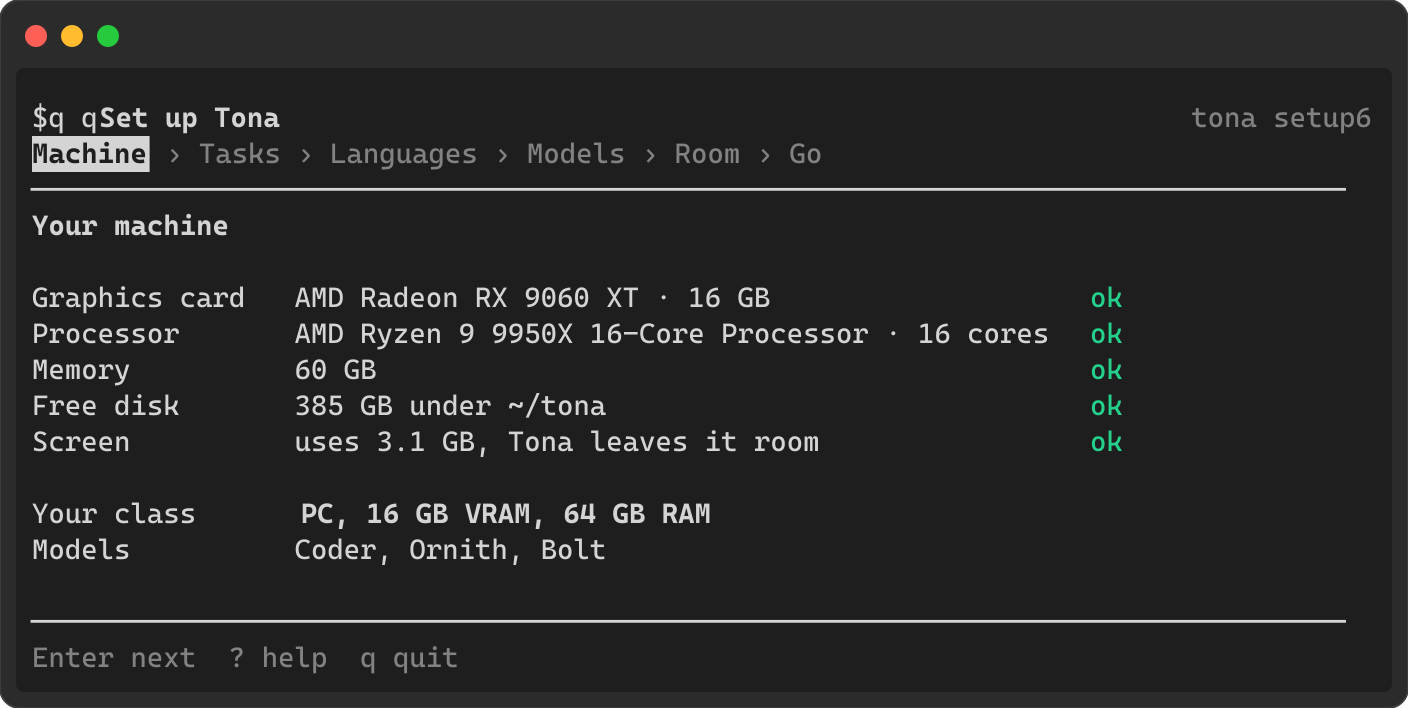 $q qSet up Tona tona setup6
Machine › Tasks › Languages › Models › Room › Go
Your machine
Graphics card AMD Radeon RX 9060 XT · 16 GB ok
Processor AMD Ryzen 9 9950X 16-Core Processor · 16 cores ok
Memory 60 GB ok
Free disk 385 GB under ~/tona ok
Screen uses 3.1 GB, Tona leaves it room ok
Your class PC, 16 GB VRAM, 64 GB RAM
Models Coder, Ornith, Bolt
Enter next ? help q quit